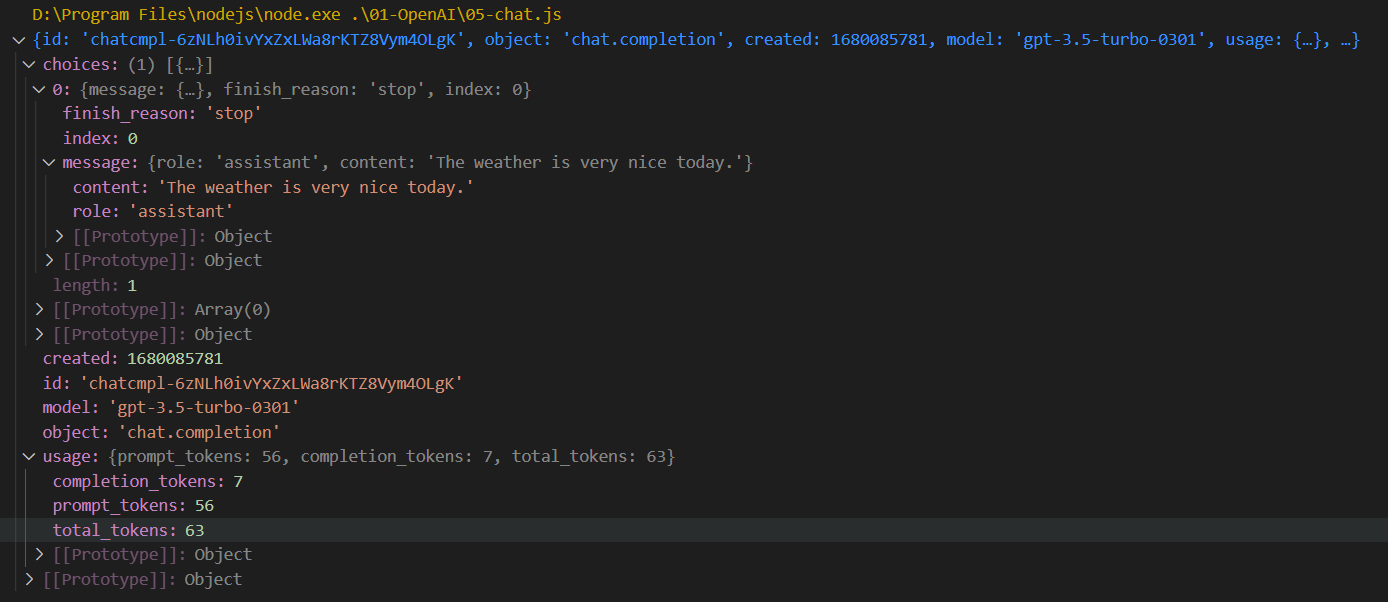 D:\Program Files\nodejs\node.exe .\01-OpenAI\05-chat.js
{id: 'chatcmpl-6zNLh0ivYxZxLWa8rKTZ8Vym4OLgK', object: 'chat.completion', created: 1680085781, model: 'gpt-3.5-turbo-0301', usage: {…}, …}
choices: (1) [{…}]
0: {message: {…}, finish_reason: 'stop', index: 0}
finish_reason: 'stop'
index: 0
message: {role: 'assistant', content: 'The weather is very nice today.'}
content: 'The weather is very nice today.'
role: 'assistant'
[[Prototype]]: Object
[[Prototype]]: Object
length: 1
[[Prototype]]: Array(0)
[[Prototype]]: Object
created: 1680085781
id: 'chatcmpl-6zNLh0ivYxZxLWa8rKTZ8Vym4OLgK'
model: 'gpt-3.5-turbo-0301'
object: 'chat.completion'
usage: {prompt_tokens: 56, completion_tokens: 7, total_tokens: 63}
completion_tokens: 7
prompt_tokens: 56
total_tokens: 63
[[Prototype]]: Object
[[Prototype]]: Object